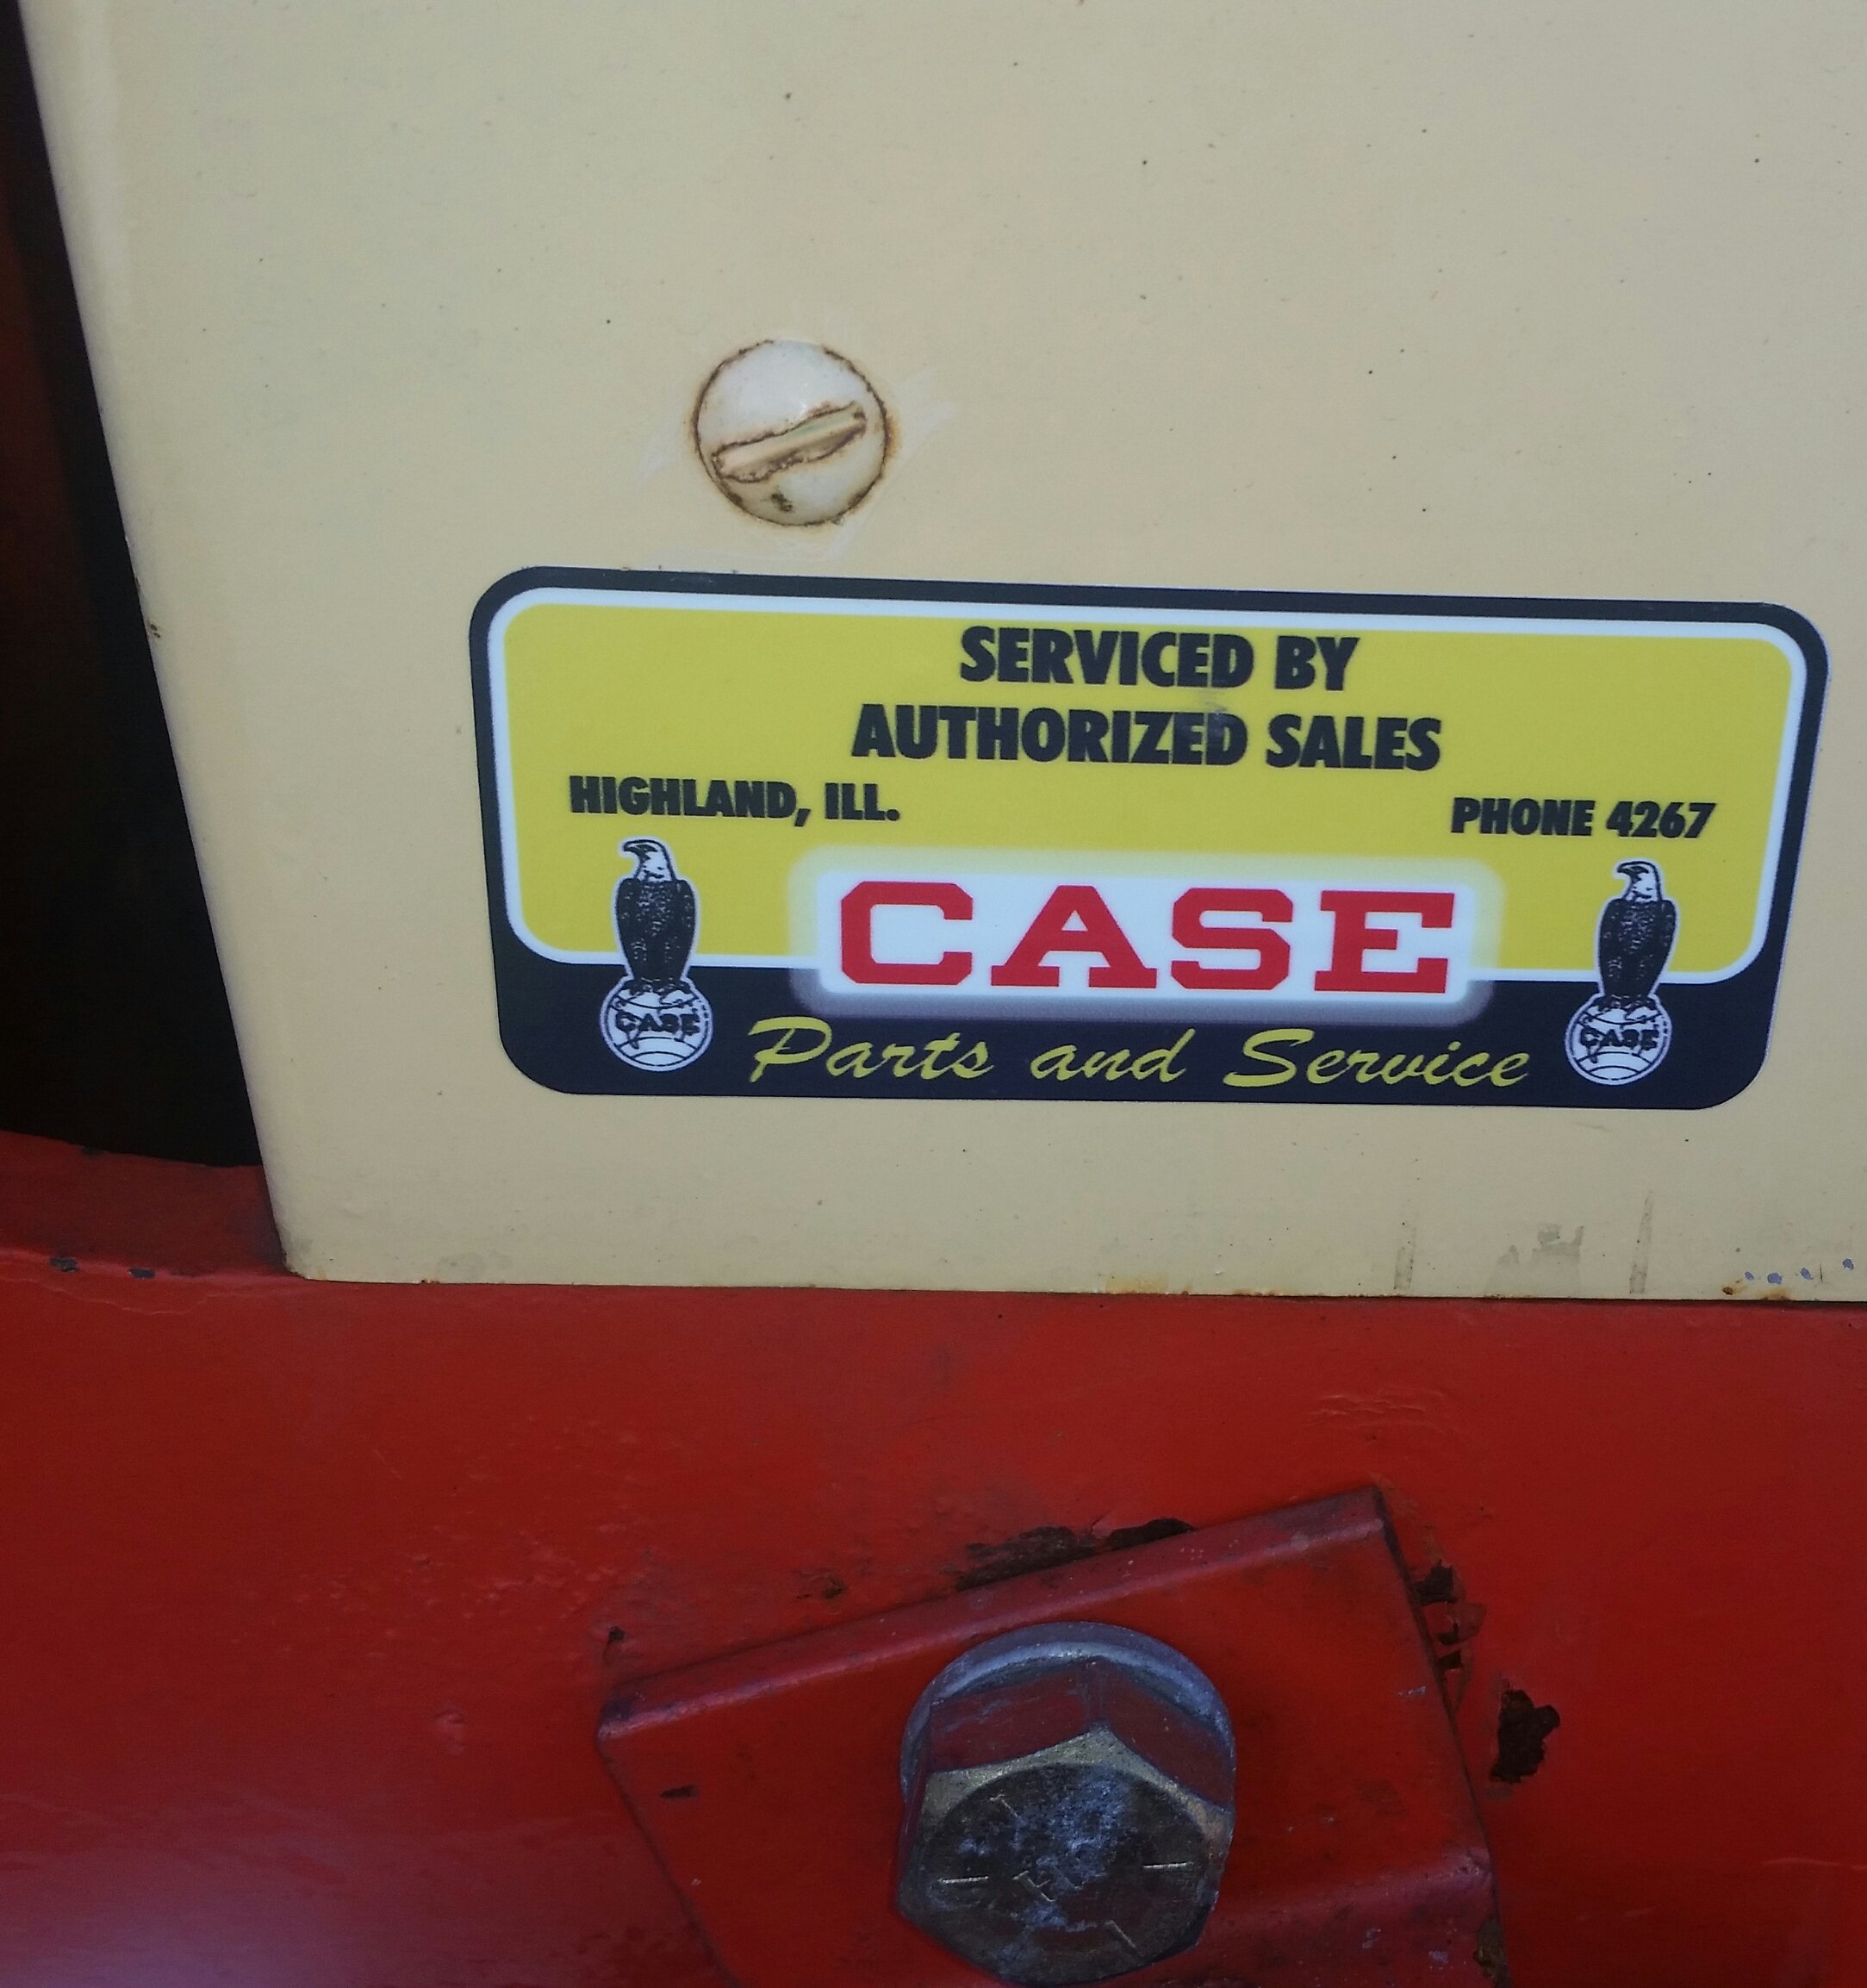 SERVICED BY
AUTHORIZED SALES
HIGHLAND, ILL. PHONE 4267
CASE
CASE CASE
Parts and Service